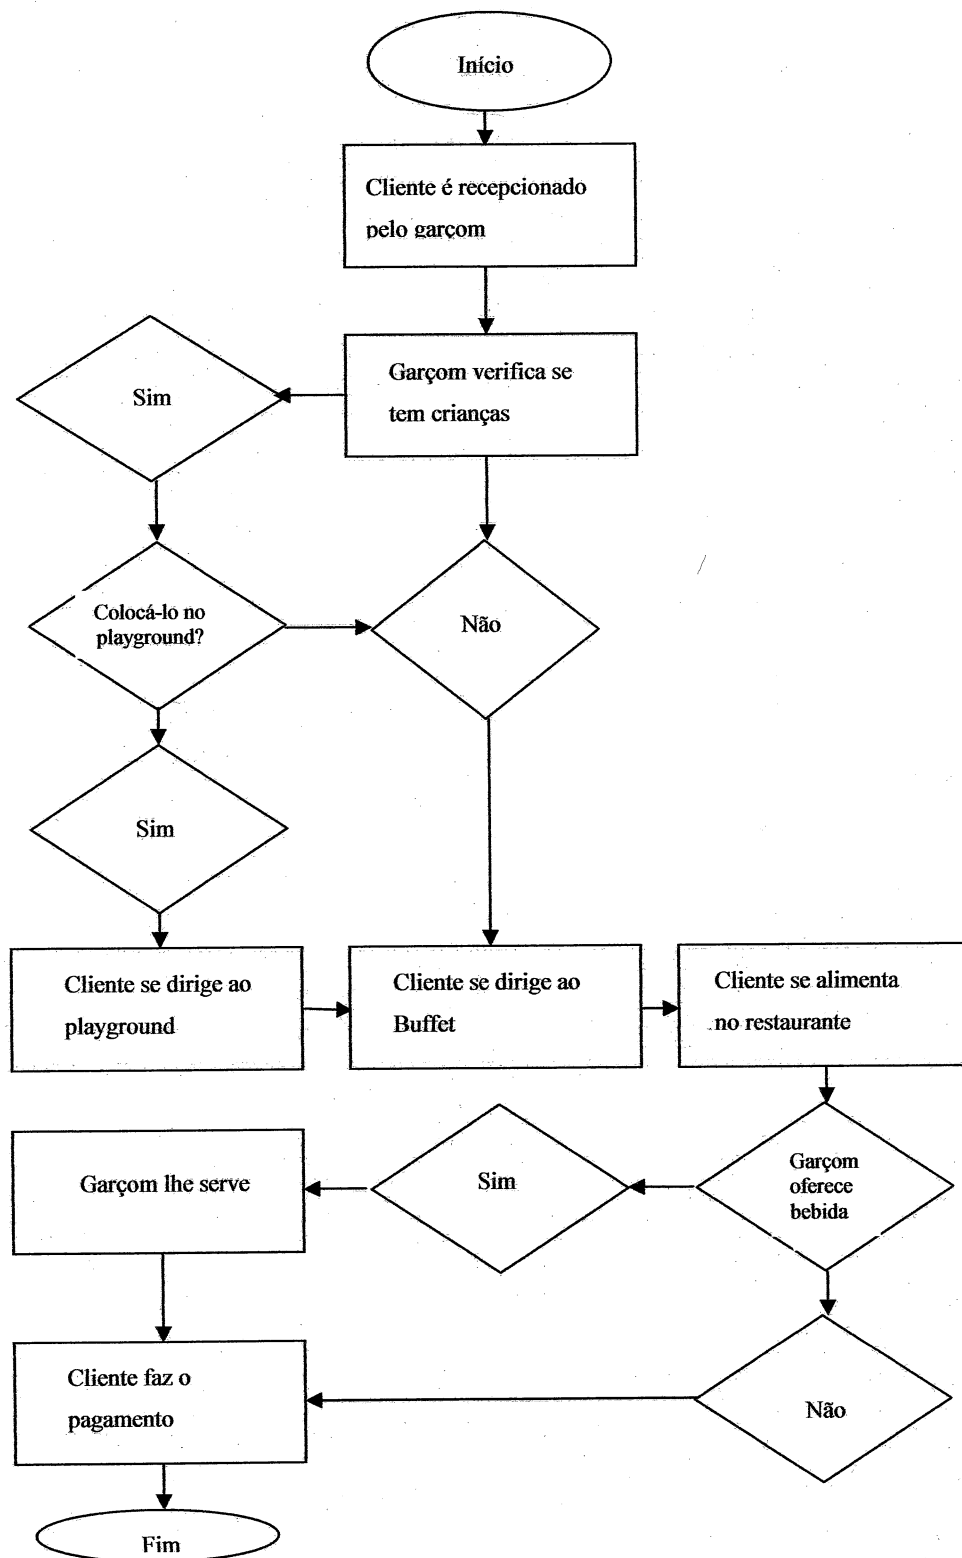 Início
Cliente é recepcionado
pelo garçom
Garçom verifica se
tem crianças
Sim
Colocá-lo no
playground?
Não
Sim
Cliente se dirige ao
playground
Cliente se dirige ao
Buffet
Cliente se alimenta
no restaurante
Garçom
oferece
bebida
Sim
Garçom lhe serve
Cliente faz o
pagamento
Não
Fim